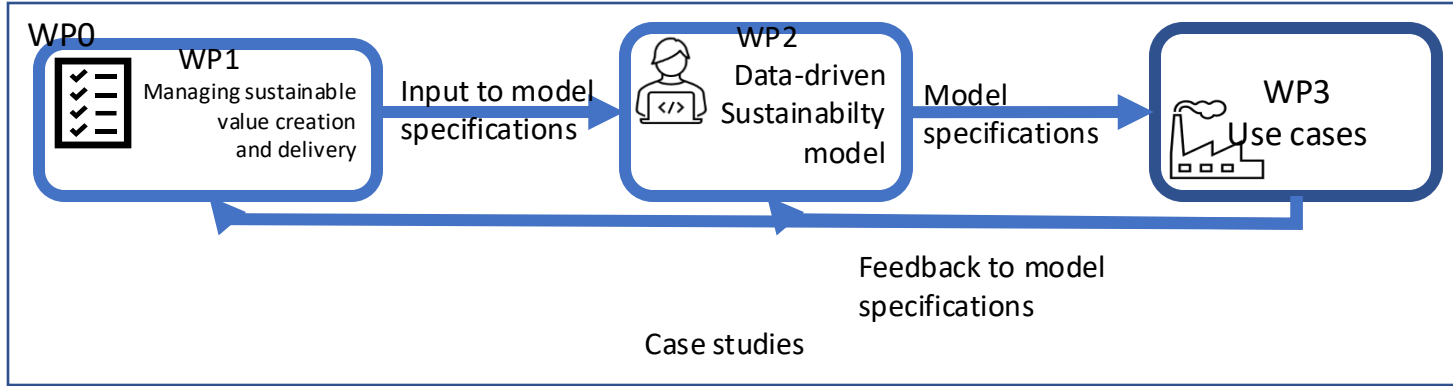 WP0
WP1
Managing sustainable
value creation
and delivery
Input to model
specifications
WP2
Data-driven
Sustainabilty
model
Model
specifications
WP3
Use cases
Feedback to model
specifications
Case studies